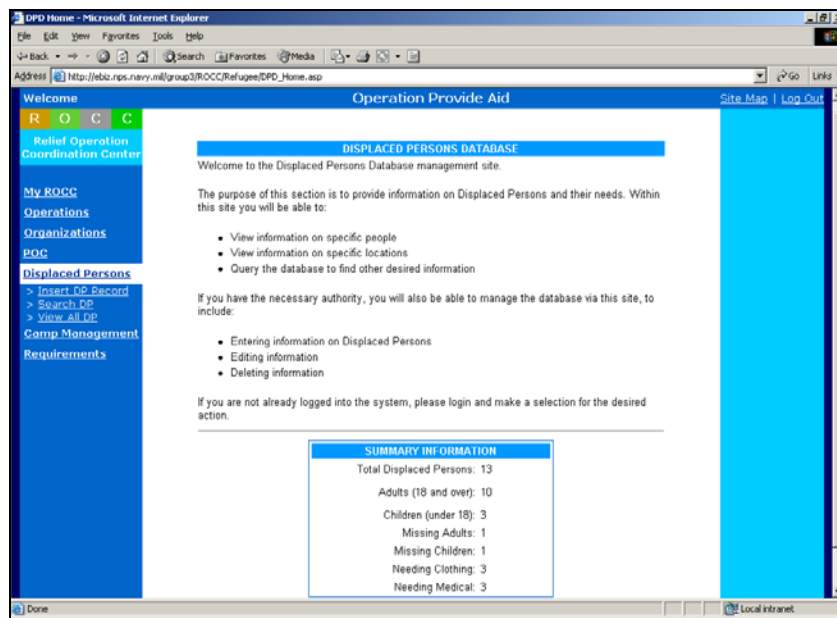 DPD Home - Microsoft Internet Explorer
File Edit View Favorites Tools Help
Back Search Favorites Media
Address http://ebiz.nps.navy.mil/group3/ROCC/Refugee/DPD_Home.asp Go Links
Welcome Operation Provide Aid Site Map | Log Out
R O C C
Relief Operation
Coordination Center
My ROCC
Operations
Organizations
POC
Displaced Persons
> Insert DP Record
> Search DP
> View All DP
Camp Management
Requirements
DISPLACED PERSONS DATABASE
Welcome to the Displaced Persons Database management site.
The purpose of this section is to provide information on Displaced Persons and their needs. Within
this site you will be able to:
• View information on specific people
• View information on specific locations
• Query the database to find other desired information
If you have the necessary authority, you will also be able to manage the database via this site, to
include:
• Entering information on Displaced Persons
• Editing information
• Deleting information
If you are not already logged into the system, please login and make a selection for the desired
action.
SUMMARY INFORMATION
Total Displaced Persons: 13
Adults (18 and over): 10
Children (under 18): 3
Missing Adults: 1
Missing Children: 1
Needing Clothing: 3
Needing Medical: 3
Done Local intranet